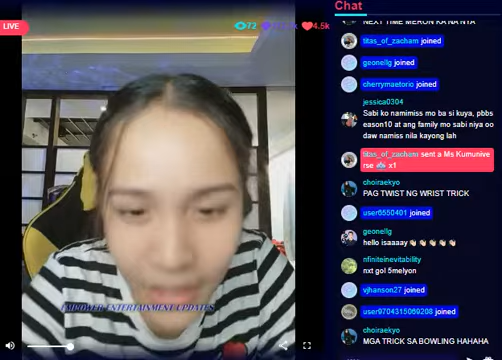 LIVE
72
4.5k
EMPOWER ENTERTAINMENT UPDATES
Chat
NEXT TIME MERON KA NA NYA
titas_of_zacham joined
geonellg joined
cherrymaetorio joined
jessica0304
Sabi ko namimiss mo ba si kuya, pbbs
eason10 at ang family mo sabi niya oo
daw namiss nila kayong lah
titas_of_zacham sent a Ms Kumunive
rse x1
choiraekyo
PAG TWIST NG WRIST TRICK
user6550401 joined
geonellg
hello isaaaay
nfiniteinevitability
nxt gol 5melyon
vjhanson27 joined
user9704315069208 joined
choiraekyo
MGA TRICK SA BOWLING HAHAHA